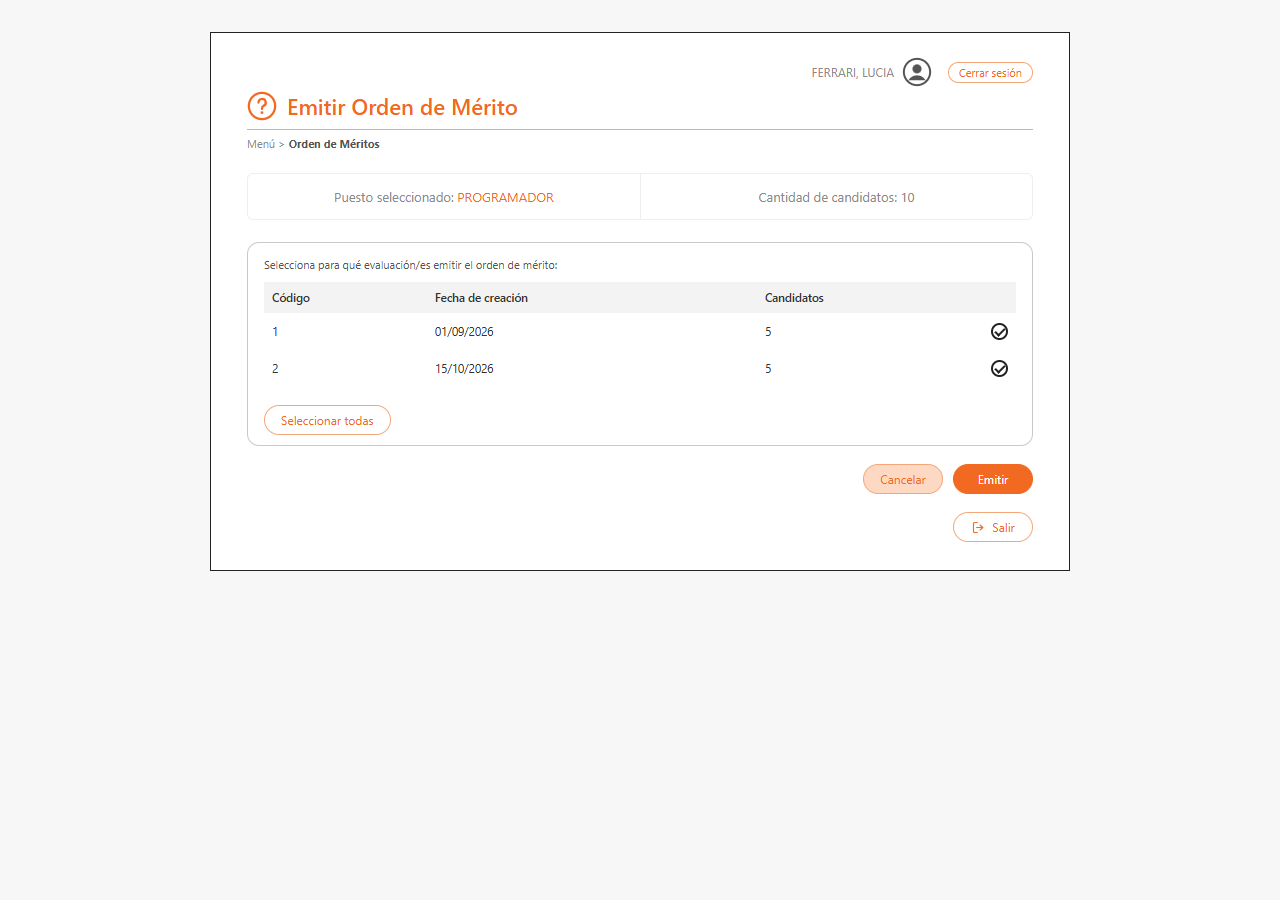 FERRARI, LUCIA Cerrar sesión
? Emitir Orden de Mérito
Menú > Orden de Méritos
Puesto seleccionado: PROGRAMADOR Cantidad de candidatos: 10
Selecciona para qué evaluación/es emitir el orden de mérito:
Código Fecha de creación Candidatos
1 01/09/2026 5
2 15/10/2026 5
Seleccionar todas
Cancelar Emitir
Salir